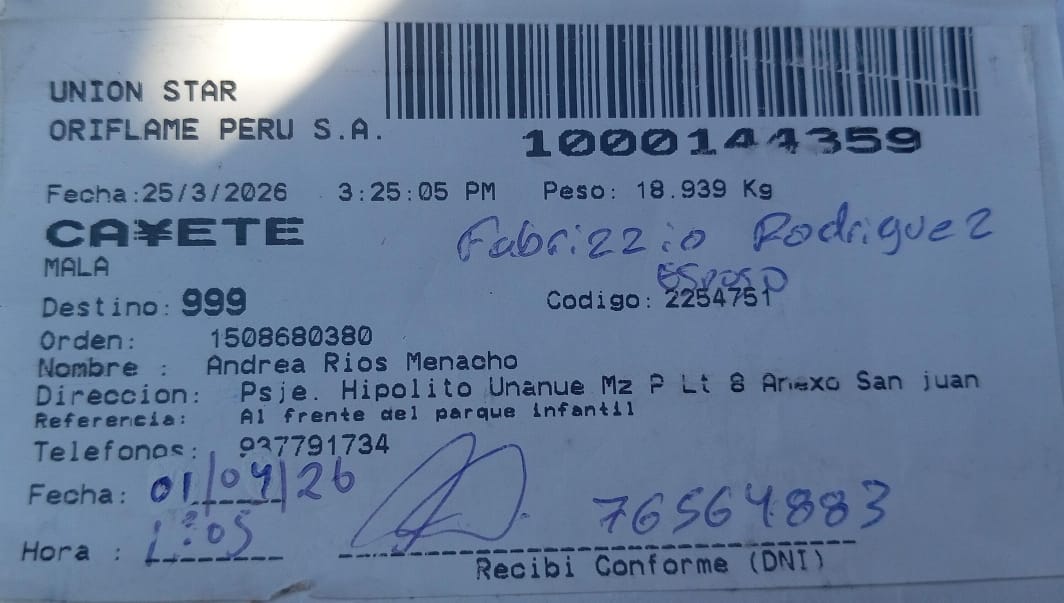 UNION STAR
ORIFLAME PERU S.A.
1000144359
Fecha:25/3/2026 3:25:05 PM Peso: 18.939 Kg
CA¥ETE
Fabrizzio Rodriguez
MALA
esposo
Destino: 999 Codigo: 2254751
Orden: 1508680380
Nombre : Andrea Rios Menacho
Direccion: Psje. Hipolito Unanue Mz P Lt 8 Anexo San juan
Referencia: Al frente del parque infantil
Telefonos: 937791734
Fecha: 01/04/26
Hora : 1:05
76564883
Recibi Conforme (DNI)